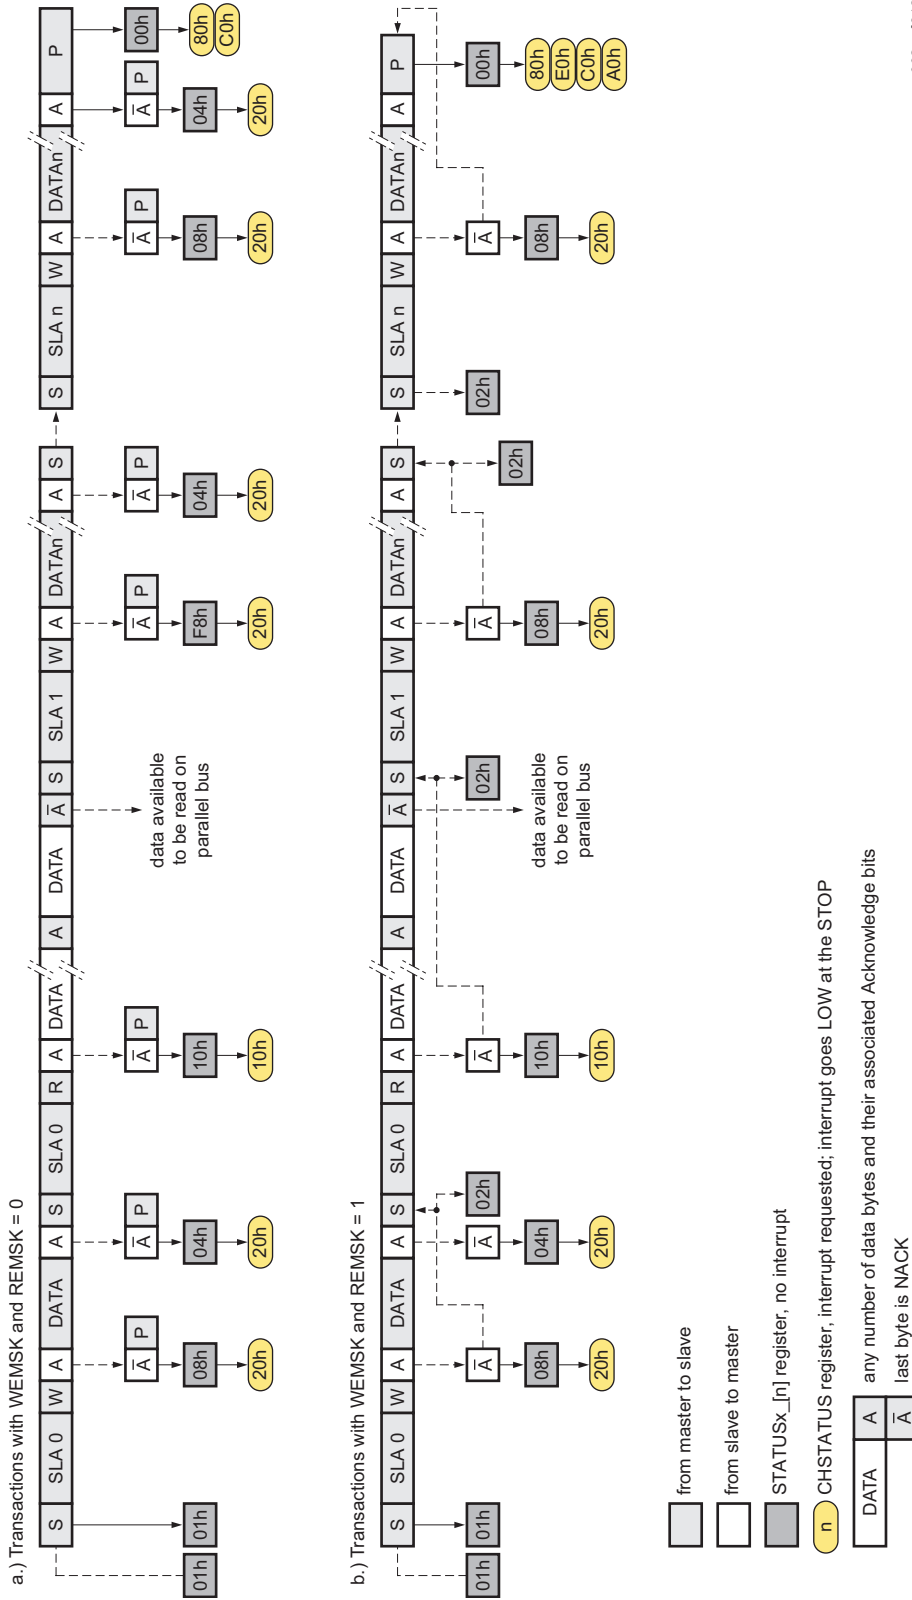 a.) Transactions with WEMSK and REMSK = 0
S SLA 0 W A DATA A S SLA 0 R A DATA A DATA A̅ S SLA 1 W A DATAn A S S SLA n W A DATAn A P
A̅ P A̅ P A̅ P A̅ P A̅ P A̅ P A̅ P 00h
data available
to be read on
parallel bus
01h 01h 08h 04h 10h F8h 04h 08h 04h 80h
C0h
20h 20h 10h 20h 20h 20h 20h
b.) Transactions with WEMSK and REMSK = 1
S SLA 0 W A DATA A S SLA 0 R A DATA A DATA A̅ S SLA 1 W A DATAn A S S SLA n W A DATAn A P
01h 01h A̅ A̅ 02h A̅ 02h A̅ 02h A̅ 00h
02h
data available
to be read on
parallel bus
08h 04h 10h 08h 08h 80h
E0h
C0h
A0h
20h 20h 10h 20h 20h
from master to slave
from slave to master
STATUSx_[n] register, no interrupt
n CHSTATUS register, interrupt requested; interrupt goes LOW at the STOP
DATA A any number of data bytes and their associated Acknowledge bits
A̅ last byte is NACK